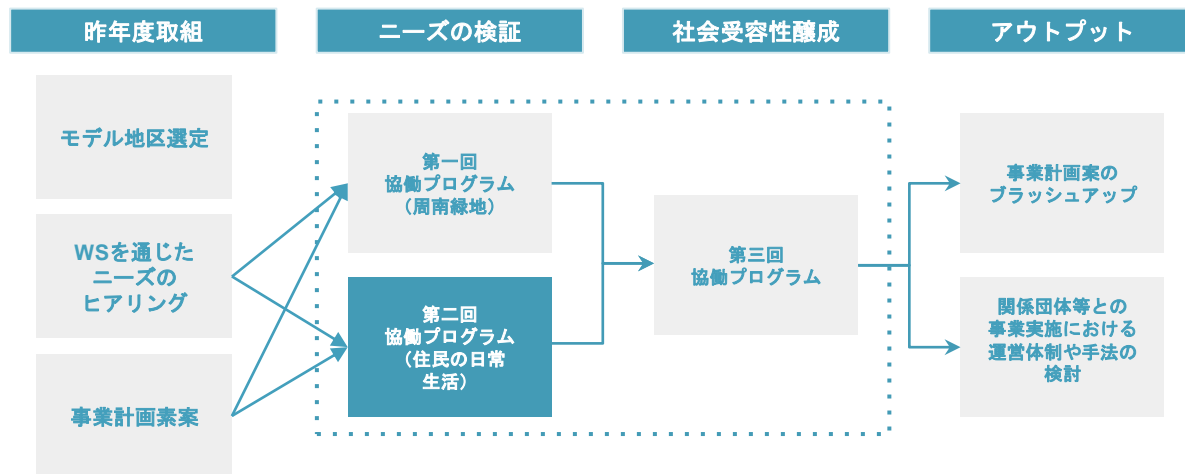 昨年度取組
ニーズの検証
社会受容性醸成
アウトプット
モデル地区選定
WSを通じた
ニーズの
ヒアリング
事業計画素案
第一回
協働プログラム
（周南緑地）
第二回
協働プログラム
（住民の日常
生活）
第三回
協働プログラム
事業計画案の
ブラッシュアップ
関係団体等との
事業実施における
運営体制や手法の
検討